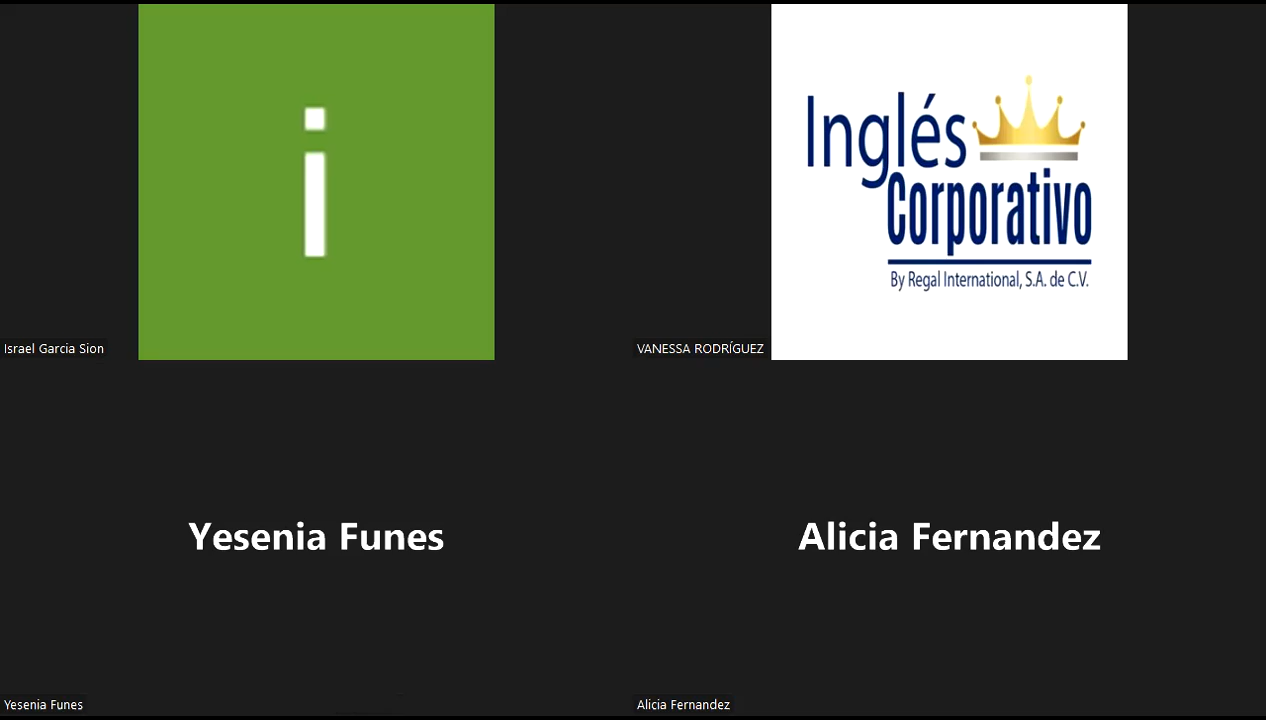 i
Inglés
Corporativo
By Regal International, S.A. de C.V.
Israel Garcia Sion
VANESSA RODRÍGUEZ
Yesenia Funes
Alicia Fernandez
Yesenia Funes
Alicia Fernandez